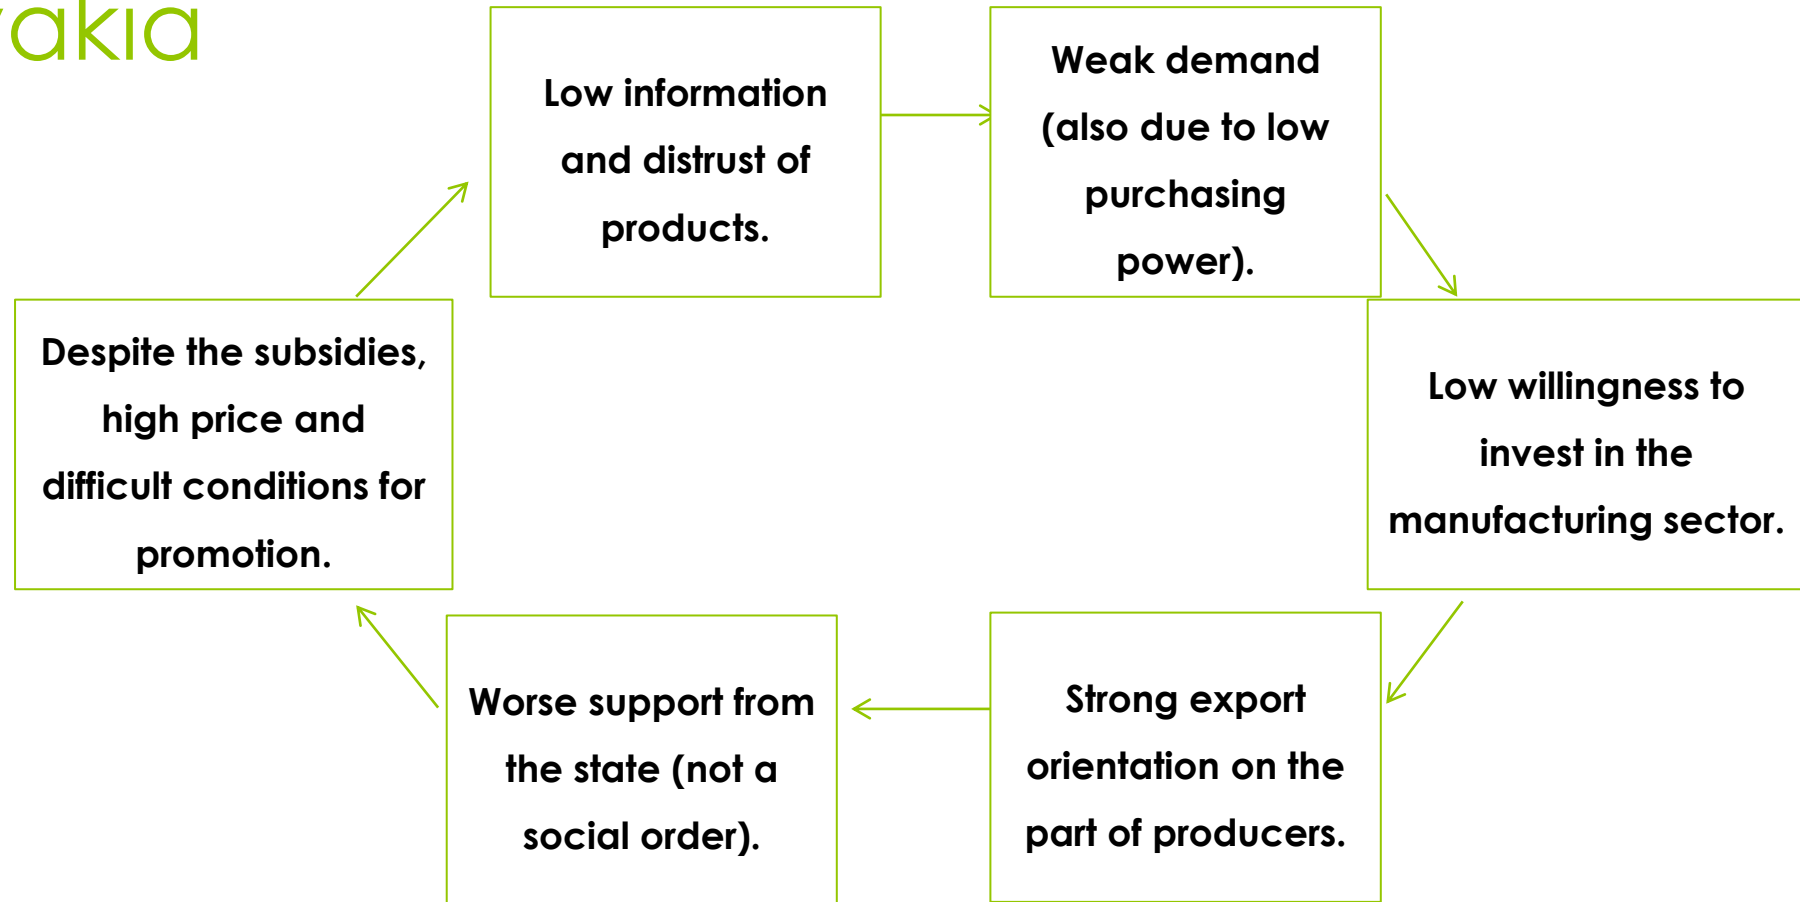 akia
Low information
and distrust of
products.
Weak demand
(also due to low
purchasing
power).
Despite the subsidies,
high price and
difficult conditions for
promotion.
Low willingness to
invest in the
manufacturing sector.
Worse support from
the state (not a
social order).
Strong export
orientation on the
part of producers.